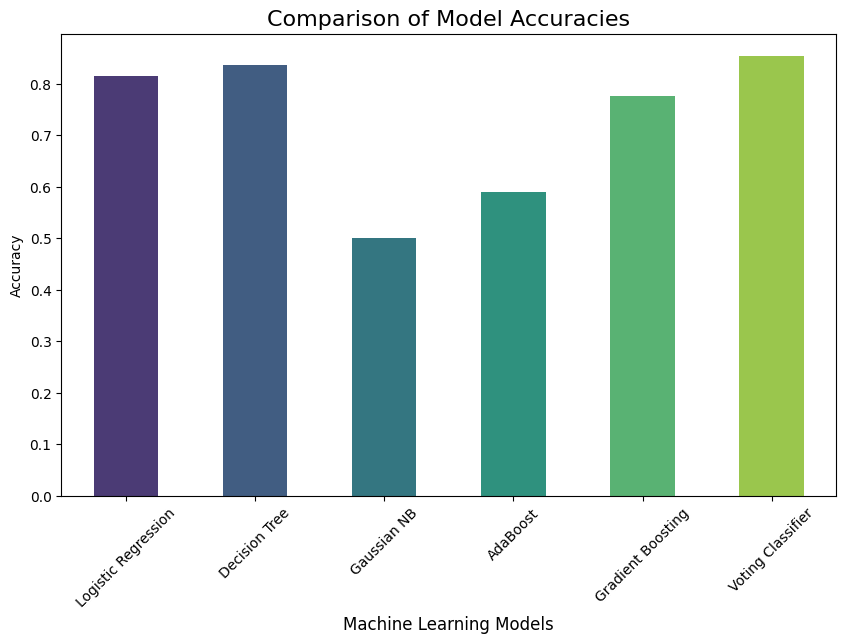 Comparison of Model Accuracies
Accuracy
0.8
0.7
0.6
0.5
0.4
0.3
0.2
0.1
0.0
Logistic Regression
Decision Tree
Gaussian NB
AdaBoost
Gradient Boosting
Voting Classifier
Machine Learning Models